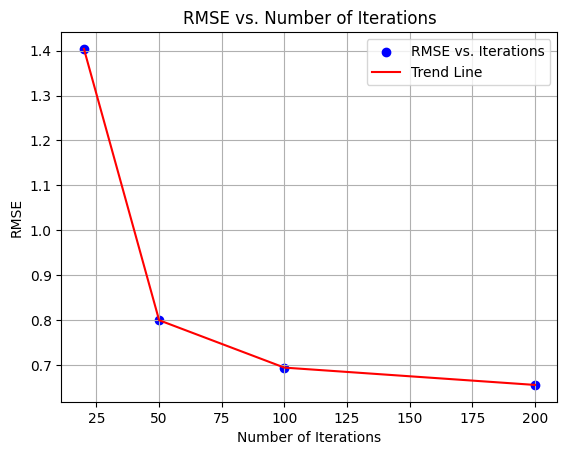 RMSE vs. Number of Iterations
RMSE vs. Iterations
Trend Line
1.4
1.3
1.2
1.1
1.0
0.9
0.8
0.7
RMSE
25 50 75 100 125 150 175 200
Number of Iterations